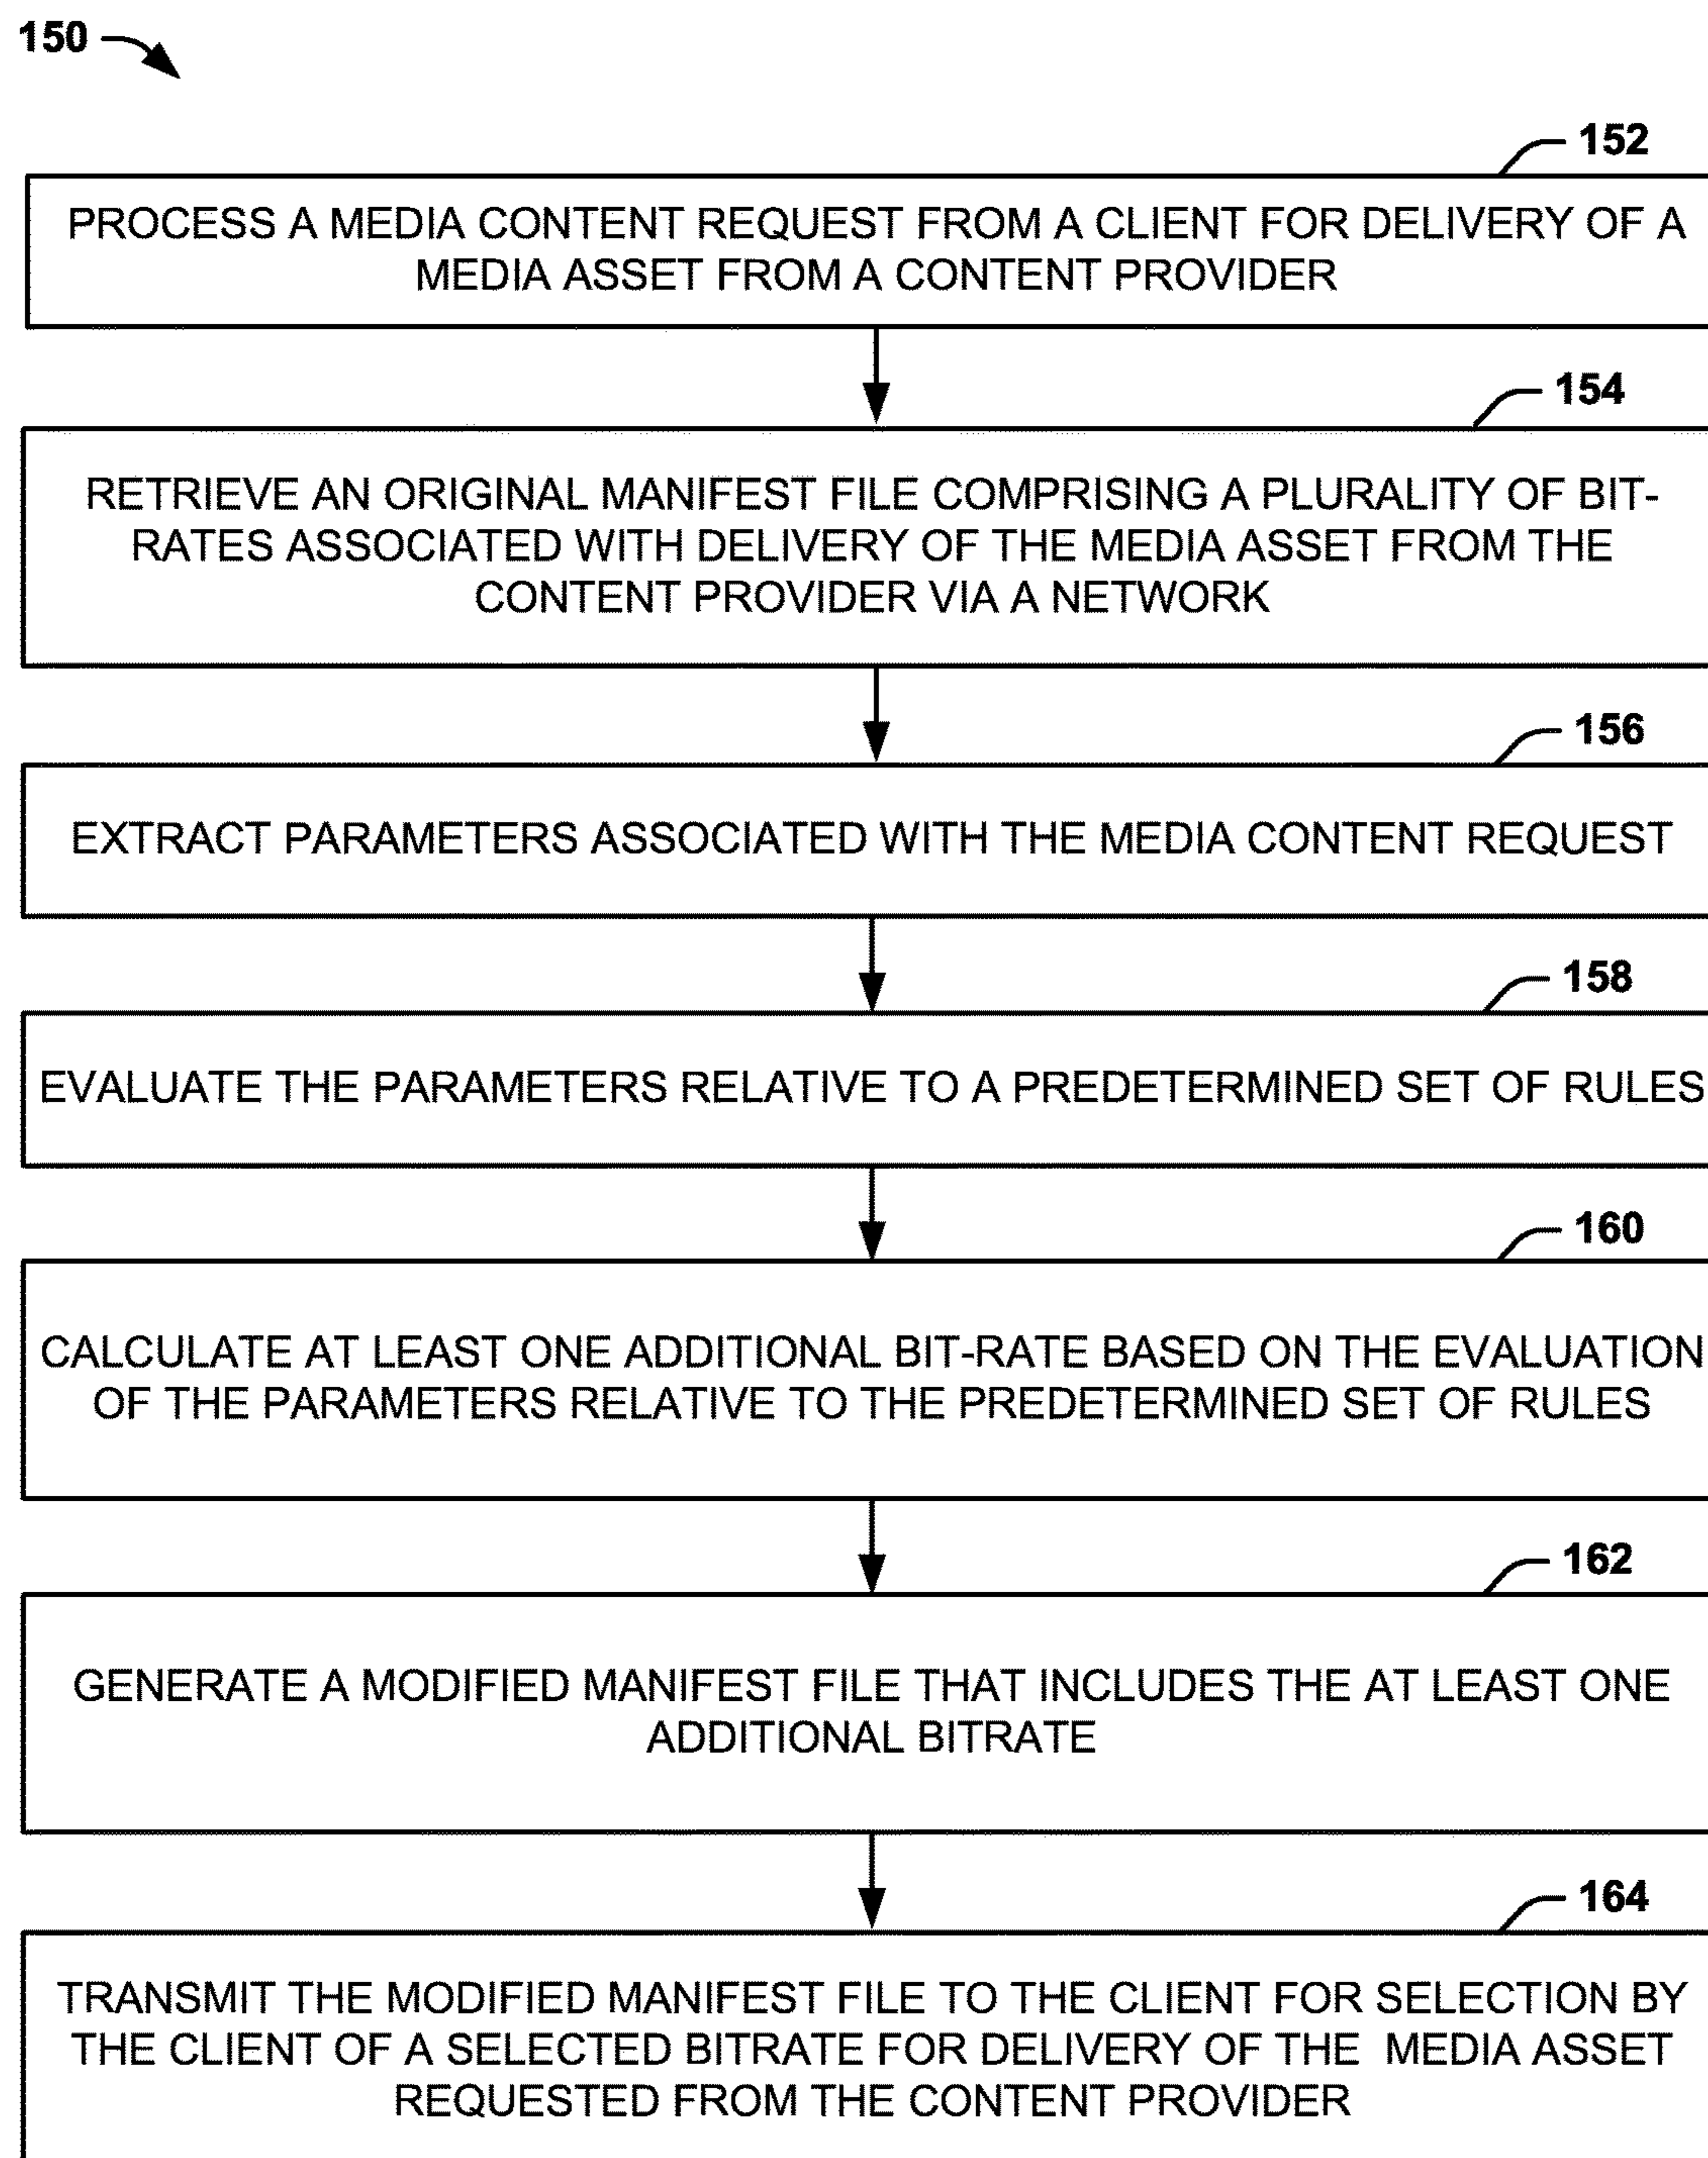 150
152
PROCESS A MEDIA CONTENT REQUEST FROM A CLIENT FOR DELIVERY OF A
MEDIA ASSET FROM A CONTENT PROVIDER
154
RETRIEVE AN ORIGINAL MANIFEST FILE COMPRISING A PLURALITY OF BIT-
RATES ASSOCIATED WITH DELIVERY OF THE MEDIA ASSET FROM THE
CONTENT PROVIDER VIA A NETWORK
156
EXTRACT PARAMETERS ASSOCIATED WITH THE MEDIA CONTENT REQUEST
158
EVALUATE THE PARAMETERS RELATIVE TO A PREDETERMINED SET OF RULES
160
CALCULATE AT LEAST ONE ADDITIONAL BIT-RATE BASED ON THE EVALUATION
OF THE PARAMETERS RELATIVE TO THE PREDETERMINED SET OF RULES
162
GENERATE A MODIFIED MANIFEST FILE THAT INCLUDES THE AT LEAST ONE
ADDITIONAL BITRATE
164
TRANSMIT THE MODIFIED MANIFEST FILE TO THE CLIENT FOR SELECTION BY
THE CLIENT OF A SELECTED BITRATE FOR DELIVERY OF THE MEDIA ASSET
REQUESTED FROM THE CONTENT PROVIDER